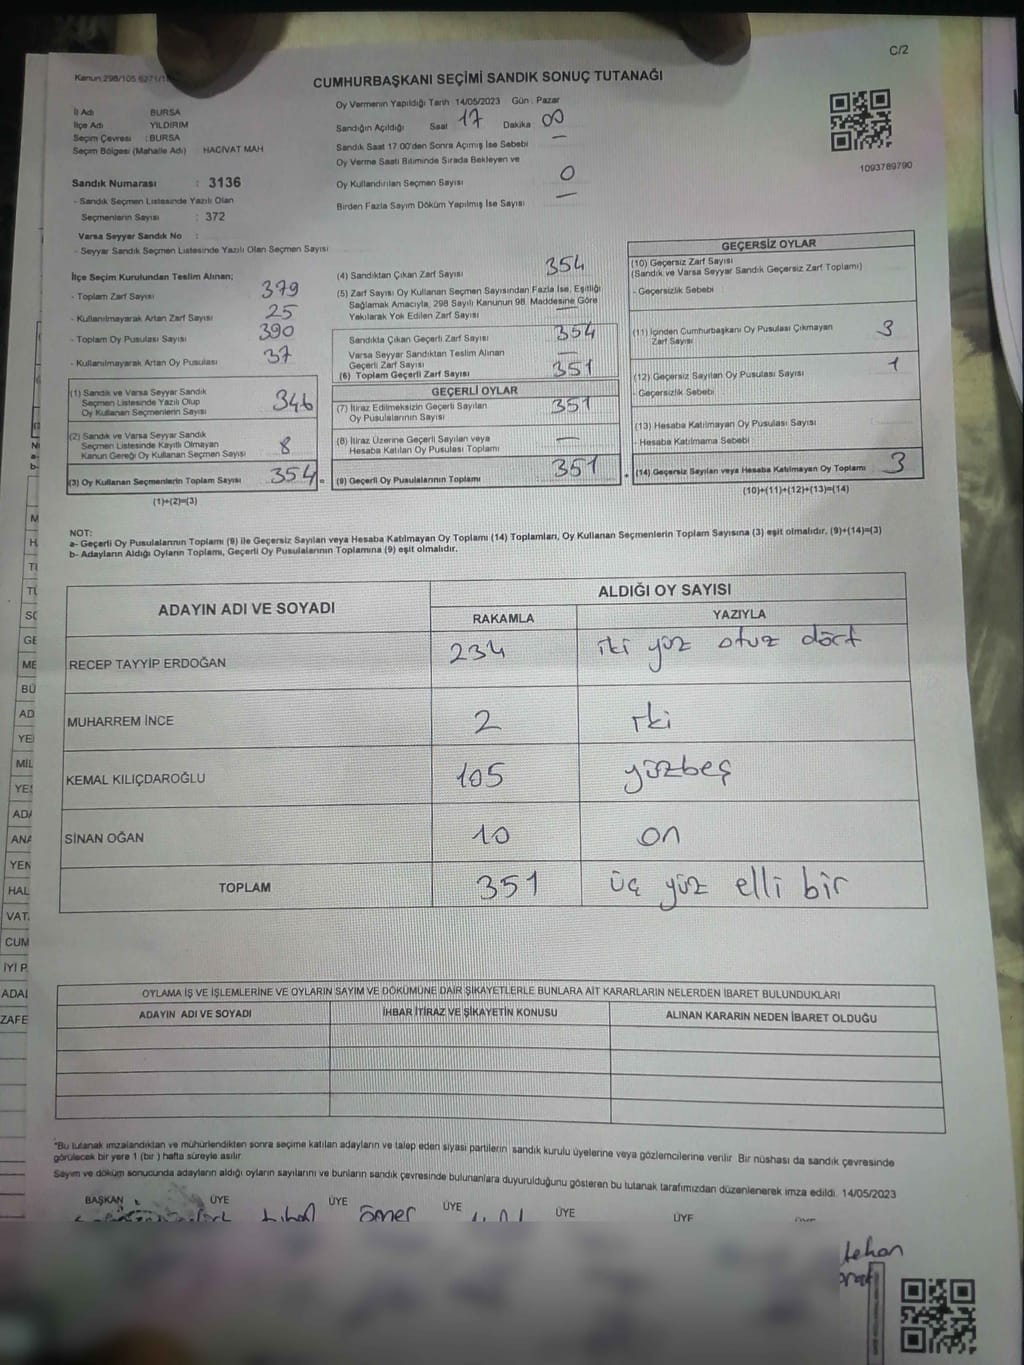 C/2
Kanun:298/105 6271/1
CUMHURBAŞKANI SEÇİMİ SANDIK SONUÇ TUTANAĞI
İl Adı BURSA
İlçe Adı YILDIRIM
Seçim Çevresi : BURSA
Seçim Bölgesi (Mahalle Adı) HACİVAT MAH
Sandık Numarası : 3136
- Sandık Seçmen Listesinde Yazılı Olan
Seçmenlerin Sayısı : 372
Varsa Seyyar Sandık No :
- Seyyar Sandık Seçmen Listesinde Yazılı Olan Seçmen Sayısı
Oy Vermenin Yapıldığı Tarih 14/05/2023 Gün : Pazar
Sandığın Açıldığı Saat 17 Dakika 00
Sandık Saat 17:00'den Sonra Açılmış İse Sebebi —
Oy Verme Saati Bitiminde Sırada Bekleyen ve
Oy Kullandırılan Seçmen Sayısı 0
Birden Fazla Sayım Döküm Yapılmış İse Sayısı —
1093789790
İlçe Seçim Kurulundan Teslim Alınan;
- Toplam Zarf Sayısı 379
- Kullanılmayarak Artan Zarf Sayısı 25
- Toplam Oy Pusulası Sayısı 390
- Kullanılmayarak Artan Oy Pusulası 37
(1) Sandık ve Varsa Seyyar Sandık
Seçmen Listesinde Yazılı Olup
Oy Kullanan Seçmenlerin Sayısı 346
(2) Sandık ve Varsa Seyyar Sandık
Seçmen Listesinde Kayıtlı Olmayan
Kanun Gereği Oy Kullanan Seçmen Sayısı 8
(3) Oy Kullanan Seçmenlerin Toplam Sayısı 354 =
(1)+(2)=(3)
(4) Sandıktan Çıkan Zarf Sayısı 354
(5) Zarf Sayısı Oy Kullanan Seçmen Sayısından Fazla İse, Eşitliği
Sağlamak Amacıyla, 298 Sayılı Kanunun 98. Maddesine Göre
Yakılarak Yok Edilen Zarf Sayısı —
Sandıkta Çıkan Geçerli Zarf Sayısı 354
Varsa Seyyar Sandıktan Teslim Alınan
Geçerli Zarf Sayısı —
(6) Toplam Geçerli Zarf Sayısı 351
GEÇERLİ OYLAR
(7) İtiraz Edilmeksizin Geçerli Sayılan
Oy Pusulalarının Sayısı 351
(8) İtiraz Üzerine Geçerli Sayılan veya
Hesaba Katılan Oy Pusulası Toplamı —
(9) Geçerli Oy Pusulalarının Toplamı 351 +
GEÇERSİZ OYLAR
(10) Geçersiz Zarf Sayısı
(Sandık ve Varsa Seyyar Sandık Geçersiz Zarf Toplamı)
- Geçersizlik Sebebi
(11) İçinden Cumhurbaşkanı Oy Pusulası Çıkmayan
Zarf Sayısı 3
(12) Geçersiz Sayılan Oy Pusulası Sayısı 1
- Geçersizlik Sebebi
(13) Hesaba Katılmayan Oy Pusulası Sayısı
- Hesaba Katılmama Sebebi
(14) Geçersiz Sayılan veya Hesaba Katılmayan Oy Toplamı 3
(10)+(11)+(12)+(13)=(14)
NOT:
a- Geçerli Oy Pusulalarının Toplamı (9) ile Geçersiz Sayılan veya Hesaba Katılmayan Oy Toplamı (14) Toplamları, Oy Kullanan Seçmenlerin Toplam Sayısına (3) eşit olmalıdır. (9)+(14)=(3)
b- Adayların Aldığı Oyların Toplamı, Geçerli Oy Pusulalarının Toplamına (9) eşit olmalıdır.
ADAYIN ADI VE SOYADI ALDIĞI OY SAYISI
RAKAMLA YAZIYLA
RECEP TAYYİP ERDOĞAN 234 iki yüz otuz dört
MUHARREM İNCE 2 iki
KEMAL KILIÇDAROĞLU 105 yüzbeş
SİNAN OĞAN 10 on
TOPLAM 351 üç yüz elli bir
OYLAMA İŞ VE İŞLEMLERİNE VE OYLARIN SAYIM VE DÖKÜMÜNE DAİR ŞİKAYETLERLE BUNLARA AİT KARARLARIN NELERDEN İBARET BULUNDUKLARI
ADAYIN ADI VE SOYADI İHBAR İTİRAZ VE ŞİKAYETİN KONUSU ALINAN KARARIN NEDEN İBARET OLDUĞU
*Bu tutanak imzalandıktan ve mühürlendikten sonra seçime katılan adayların ve talep eden siyasi partilerin sandık kurulu üyelerine veya gözlemcilerine verilir. Bir nüshası da sandık çevresinde
görülecek bir yere 1 (bir) hafta süreyle asılır
Sayım ve döküm sonucunda adayların aldığı oyların sayılarını ve bunların sandık çevresinde bulunanlara duyurulduğunu gösteren bu tutanak tarafımızdan düzenlenerek imza edildi. 14/05/2023
BAŞKAN ÜYE ÜYE ÜYE ÜYE ÜYE
ömer
M
H
Tİ
TÜ
SO
GE
ME
BÜ
AD
YE
MİL
YEŞ
ADA
ANA
YEN
HAL
VAT.
CUM
İYİ P
ADAL
ZAFE